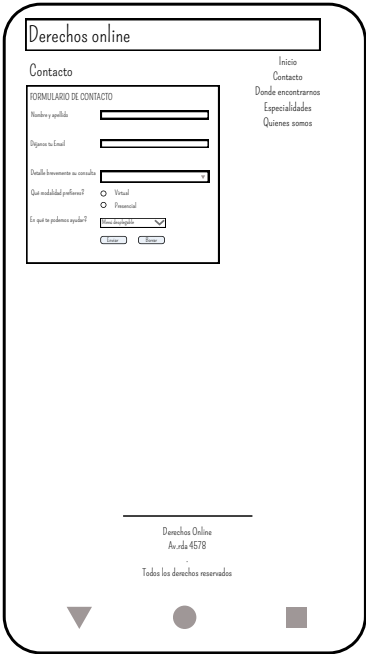 Derechos online
Contacto
Inicio
Contacto
Donde encontrarnos
Especialidades
Quienes somos
FORMULARIO DE CONTACTO
Nombre y apellido
Déjanos tu Email
Detalle brevemente su consulta
Qué modalidad prefieres?
Virtual
Presencial
En qué te podemos ayudar?
Menú desplegable
Enviar
Borrar
Derechos Online
Av.rda 4578
.
Todos los derechos reservados